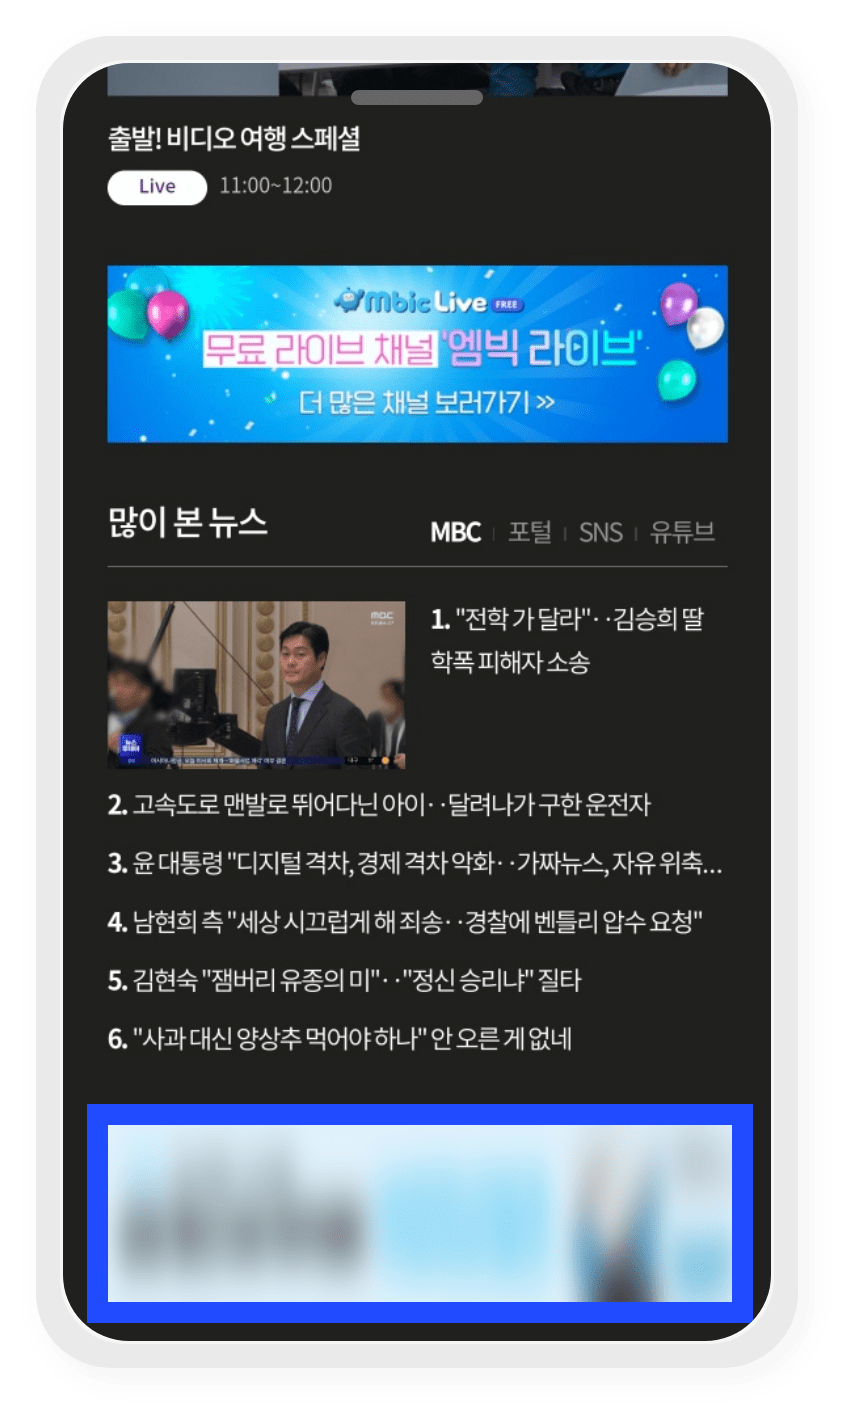 출발! 비디오 여행 스페셜
Live 11:00~12:00
Mbic Live FREE
무료 라이브 채널 '엠빅 라이브'
더 많은 채널 보러가기 »
많이 본 뉴스
MBC | 포털 | SNS | 유튜브
mbc
뉴스
투데이
1. "전학 가 달라"‥김승희 딸
학폭 피해자 소송
2. 고속도로 맨발로 뛰어다닌 아이‥달려나가 구한 운전자
3. 윤 대통령 "디지털 격차, 경제 격차 악화‥가짜뉴스, 자유 위축...
4. 남현희 측 "세상 시끄럽게 해 죄송‥경찰에 벤틀리 압수 요청"
5. 김현숙 "잼버리 유종의 미"‥"정신 승리냐" 질타
6. "사과 대신 양상추 먹어야 하나" 안 오른 게 없네